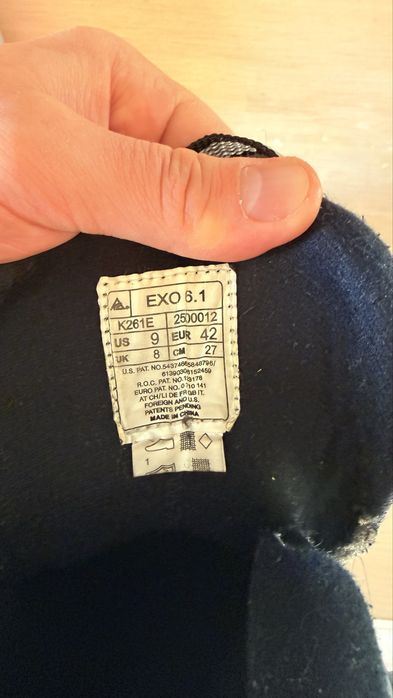 EXO 6.1
K261E 2500012
US 9 EUR 42
UK 8 CM 27
U.S. PAT. NO.
R.O.C. PAT. NO.
EURO PAT. NO.
AT CH/LI DE FR GB IT.
FOREIGN AND U.S.
PATENTS PENDING
MADE IN CHINA
1